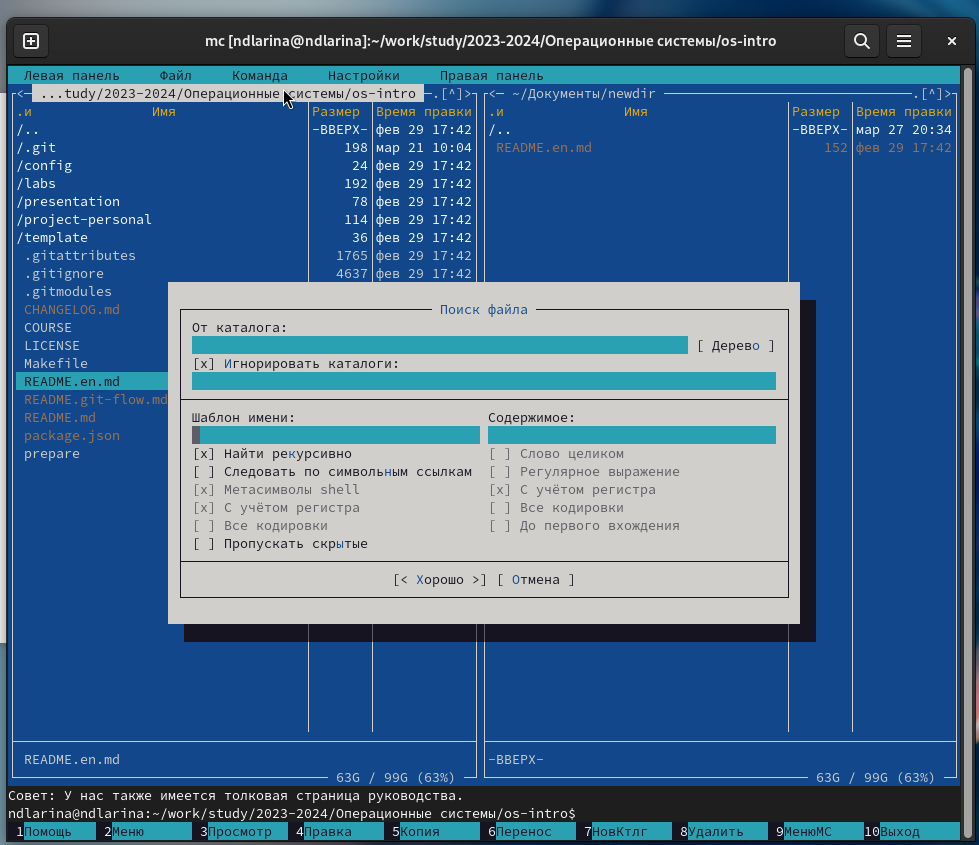 mc [ndlarina@ndlarina]:~/work/study/2023-2024/Операционные системы/os-intro
Левая панель Файл Команда Настройки Правая панель
<─ ...tudy/2023-2024/Операционные системы/os-intro ─.[^]>
<─ ~/Документы/newdir ─.[^]>
.и Имя Размер Время правки
.и Имя Размер Время правки
/.. -ВВЕРХ- фев 29 17:42
/.. -ВВЕРХ- мар 27 20:34
/.git 198 мар 21 10:04
README.en.md 152 фев 29 17:42
/config 24 фев 29 17:42
/labs 192 фев 29 17:42
/presentation 78 фев 29 17:42
/project-personal 114 фев 29 17:42
/template 36 фев 29 17:42
.gitattributes 1765 фев 29 17:42
.gitignore 4637 фев 29 17:42
.gitmodules
CHANGELOG.md
COURSE
LICENSE
Makefile
README.en.md
README.git-flow.md
README.md
package.json
prepare
Поиск файла
От каталога:
[ Дерево ]
[x] Игнорировать каталоги:
Шаблон имени: Содержимое:
[x] Найти рекурсивно [ ] Слово целиком
[ ] Следовать по символьным ссылкам [ ] Регулярное выражение
[x] Метасимволы shell [x] С учётом регистра
[x] С учётом регистра [ ] Все кодировки
[ ] Все кодировки [ ] До первого вхождения
[ ] Пропускать скрытые
[< Хорошо >] [ Отмена ]
README.en.md -ВВЕРХ-
63G / 99G (63%) 63G / 99G (63%)
Совет: У нас также имеется толковая страница руководства.
ndlarina@ndlarina:~/work/study/2023-2024/Операционные системы/os-intro$
1Помощь 2Меню 3Просмотр 4Правка 5Копия 6Перенос 7НовКтлг 8Удалить 9МенюMC 10Выход